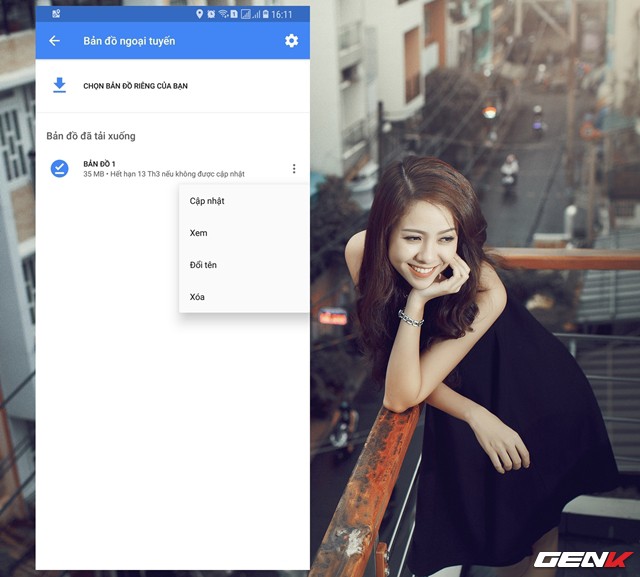 16:11
Bản đồ ngoại tuyến
CHỌN BẢN ĐỒ RIÊNG CỦA BẠN
Bản đồ đã tải xuống
BẢN ĐỒ 1
35 MB • Hết hạn 13 Th3 nếu không được cập nhật
Cập nhật
Xem
Đổi tên
Xóa
GENK